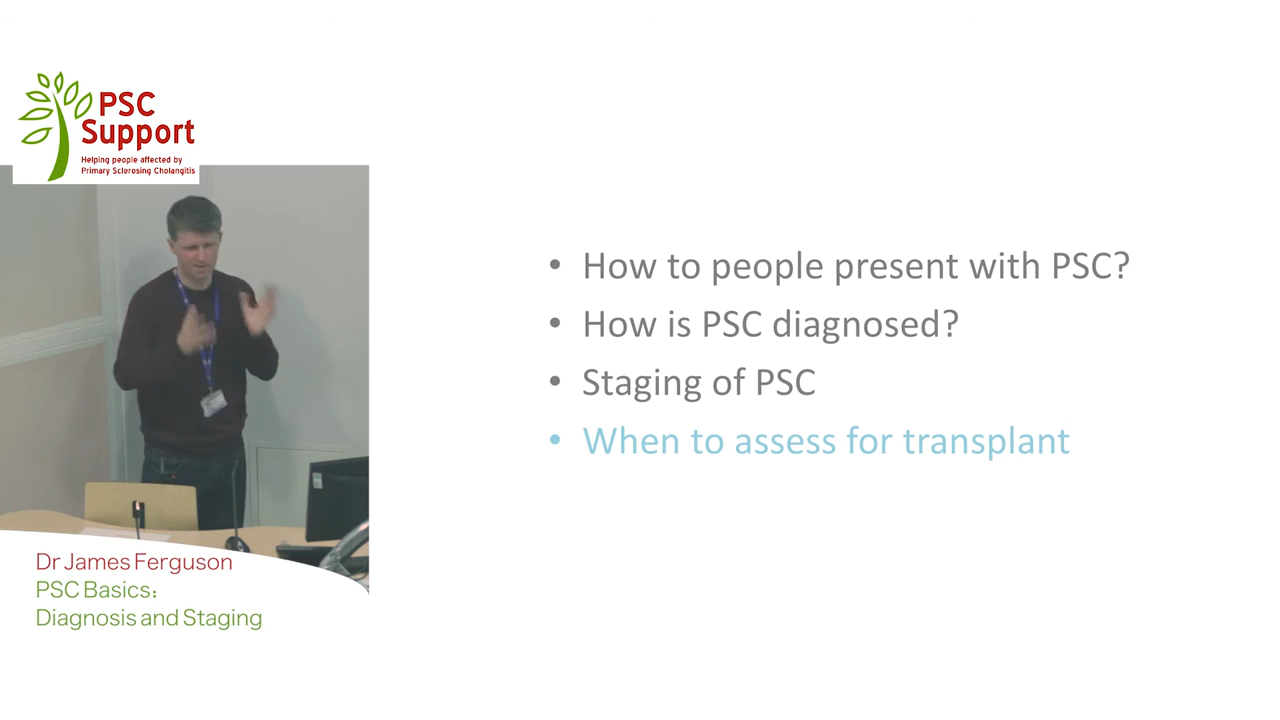 PSC
Support
Helping people affected by
Primary Sclerosing Cholangitis
• How to people present with PSC?
• How is PSC diagnosed?
• Staging of PSC
• When to assess for transplant
Dr James Ferguson
PSC Basics:
Diagnosis and Staging